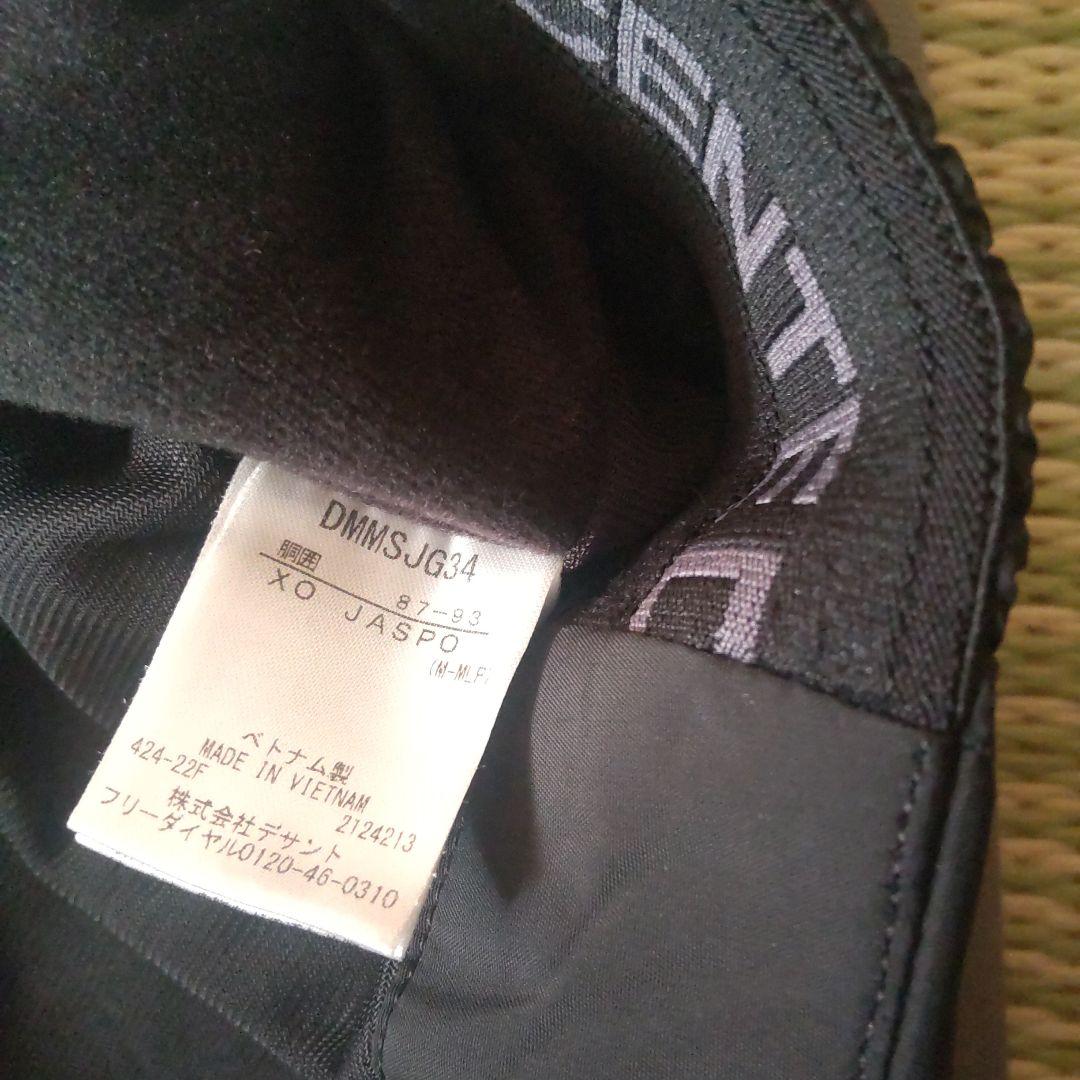 CENTE
DMMSJG34
胴囲 87-93
XO JASPO
(M-MLP)
ベトナム製
MADE IN VIETNAM
424-22F 2124213
株式会社デサント
フリーダイヤル0120-46-0310